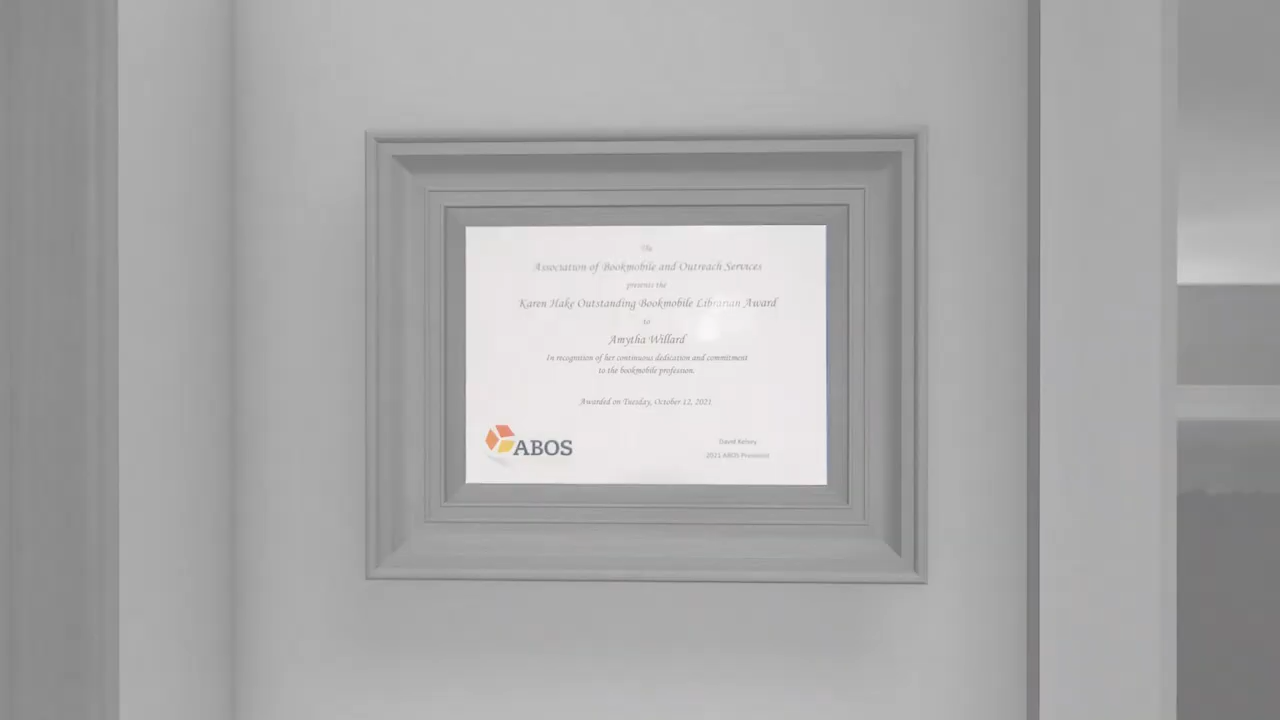 The
Association of Bookmobile and Outreach Services
presents the
Karen Hake Outstanding Bookmobile Librarian Award
to
Amytha Willard
In recognition of her continuous dedication and commitment
to the bookmobile profession.
Awarded on Tuesday, October 12, 2021
ABOS
David Kelsey
2021 ABOS President